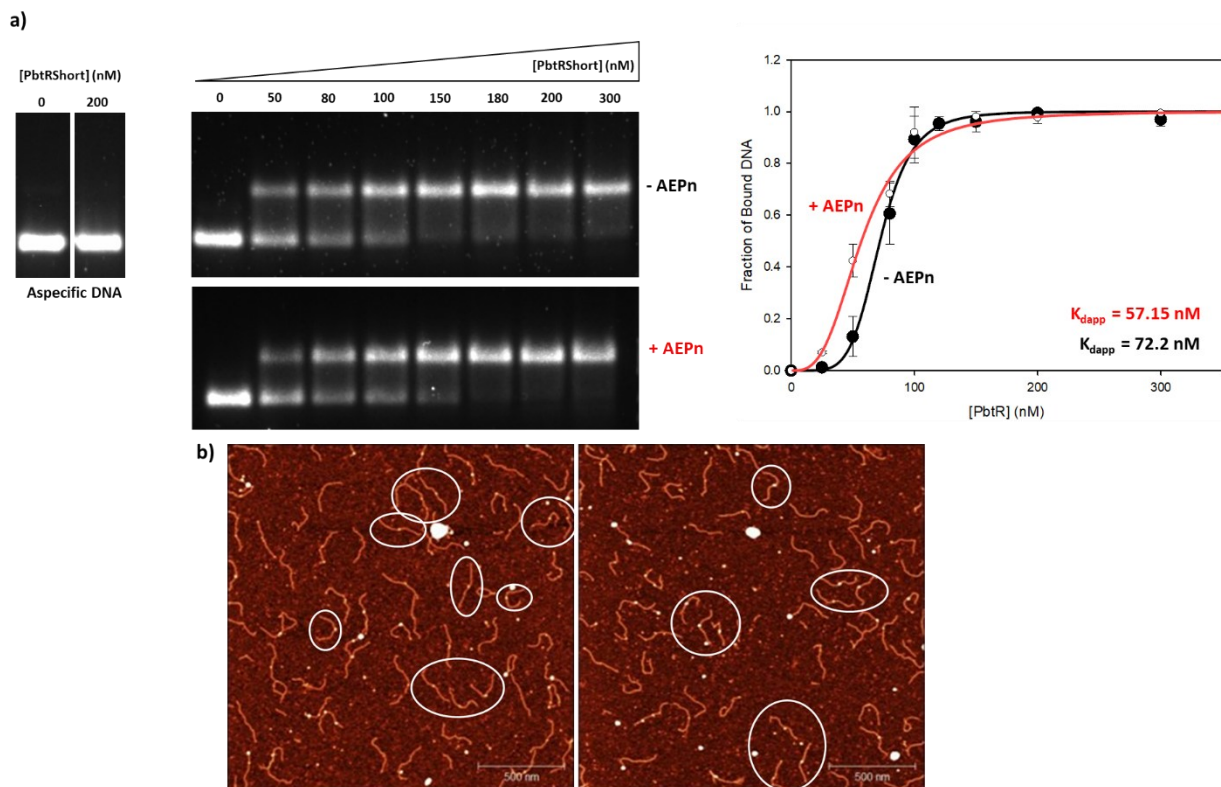 a)
[PbtRShort] (nM)
0 200
Aspecific DNA
[PbtRShort] (nM)
0 50 80 100 150 180 200 300
- AEPn
+ AEPn
Fraction of Bound DNA
1.2
1.0
0.8
0.6
0.4
0.2
0.0
+ AEPn
- AEPn
Kdapp = 57.15 nM
Kdapp = 72.2 nM
0 100 200 300
[PbtR] (nM)
b)
500 nm
500 nm